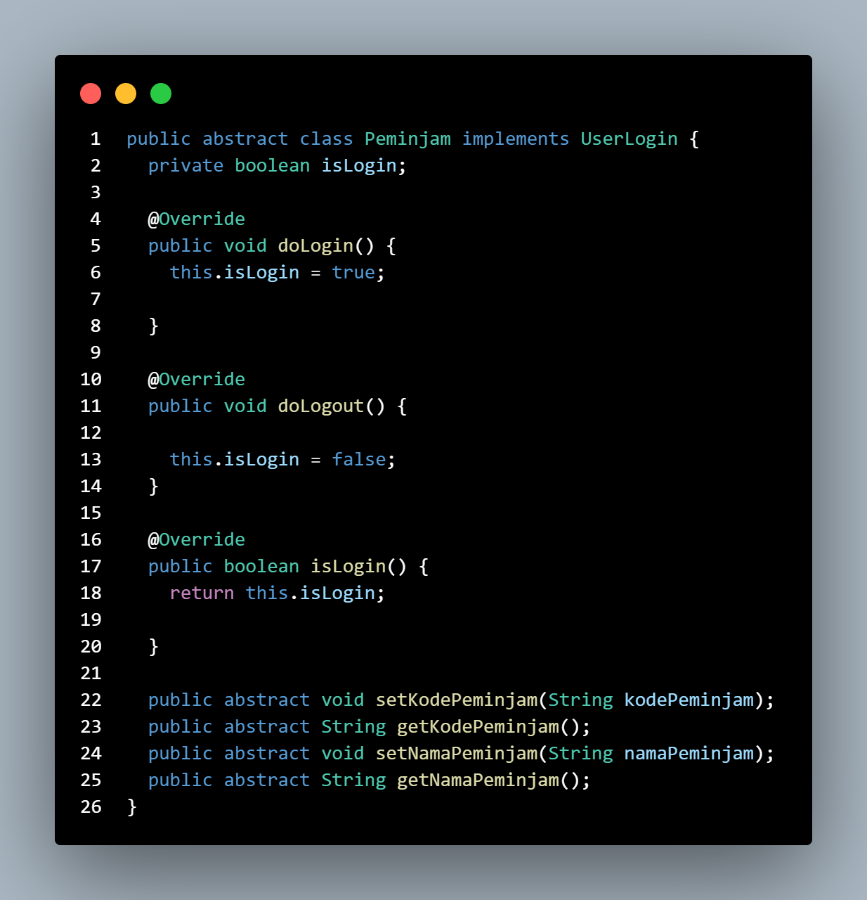 1 public abstract class Peminjam implements UserLogin {
2   private boolean isLogin;
3
4   @Override
5   public void doLogin() {
6     this.isLogin = true;
7
8   }
9
10   @Override
11   public void doLogout() {
12
13     this.isLogin = false;
14   }
15
16   @Override
17   public boolean isLogin() {
18     return this.isLogin;
19
20   }
21
22   public abstract void setKodePeminjam(String kodePeminjam);
23   public abstract String getKodePeminjam();
24   public abstract void setNamaPeminjam(String namaPeminjam);
25   public abstract String getNamaPeminjam();
26 }